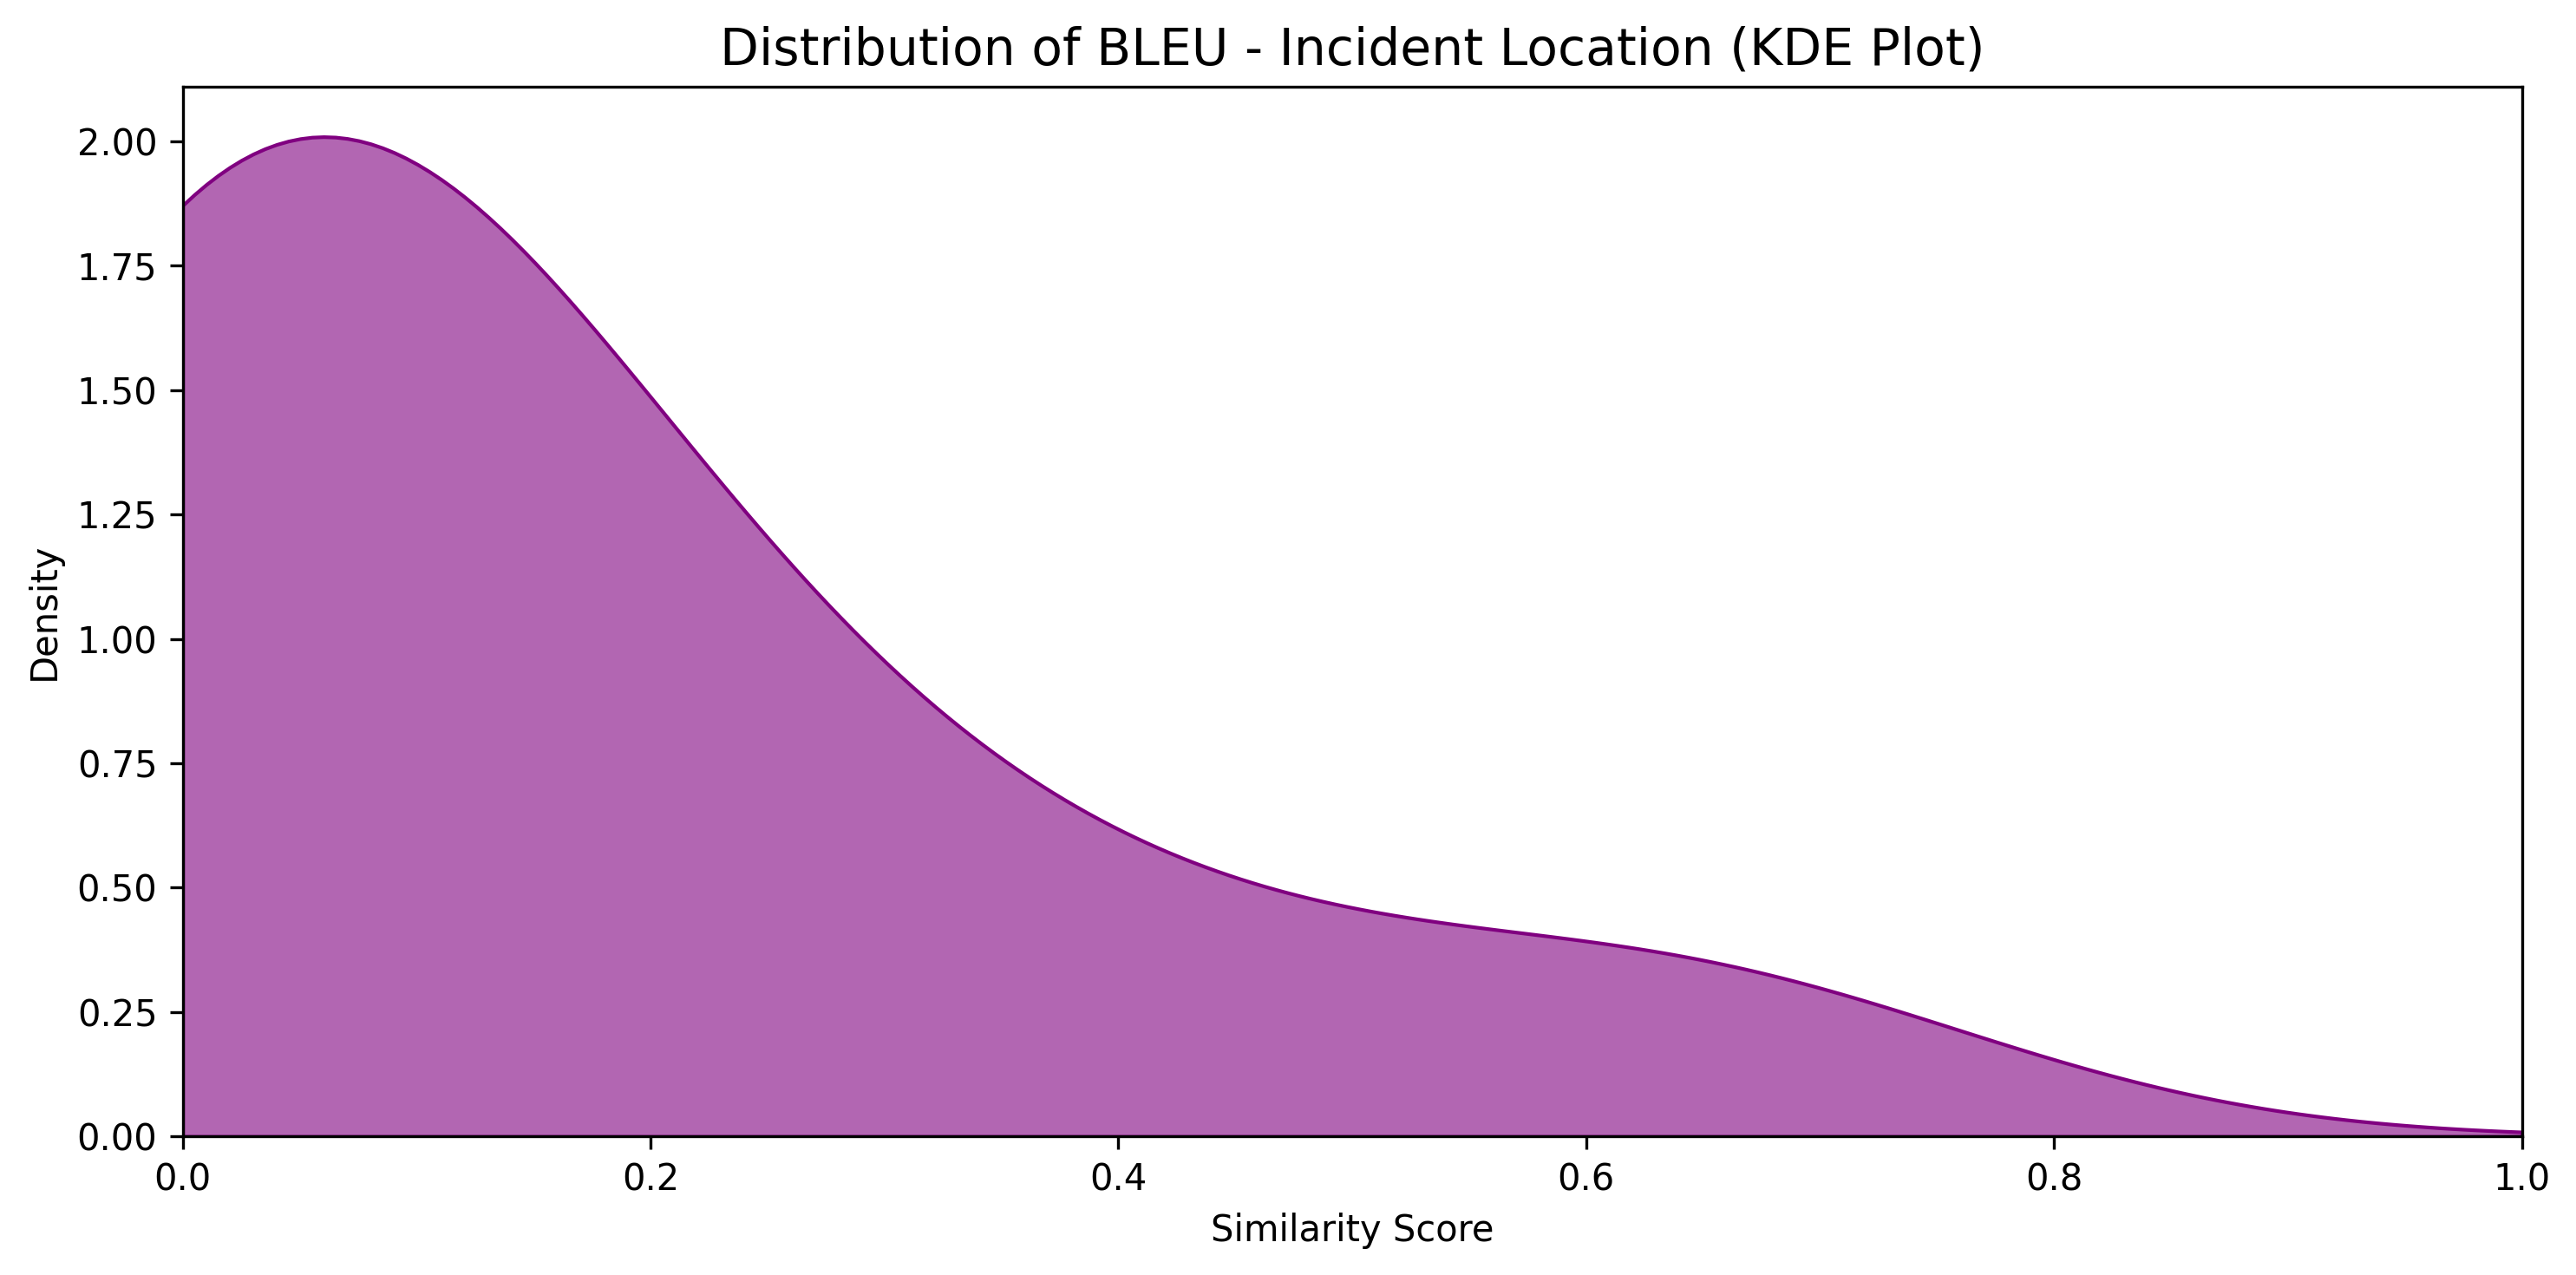 Distribution of BLEU - Incident Location (KDE Plot)
2.00
1.75
1.50
1.25
1.00
0.75
0.50
0.25
0.00
Density
0.0 0.2 0.4 0.6 0.8 1.0
Similarity Score